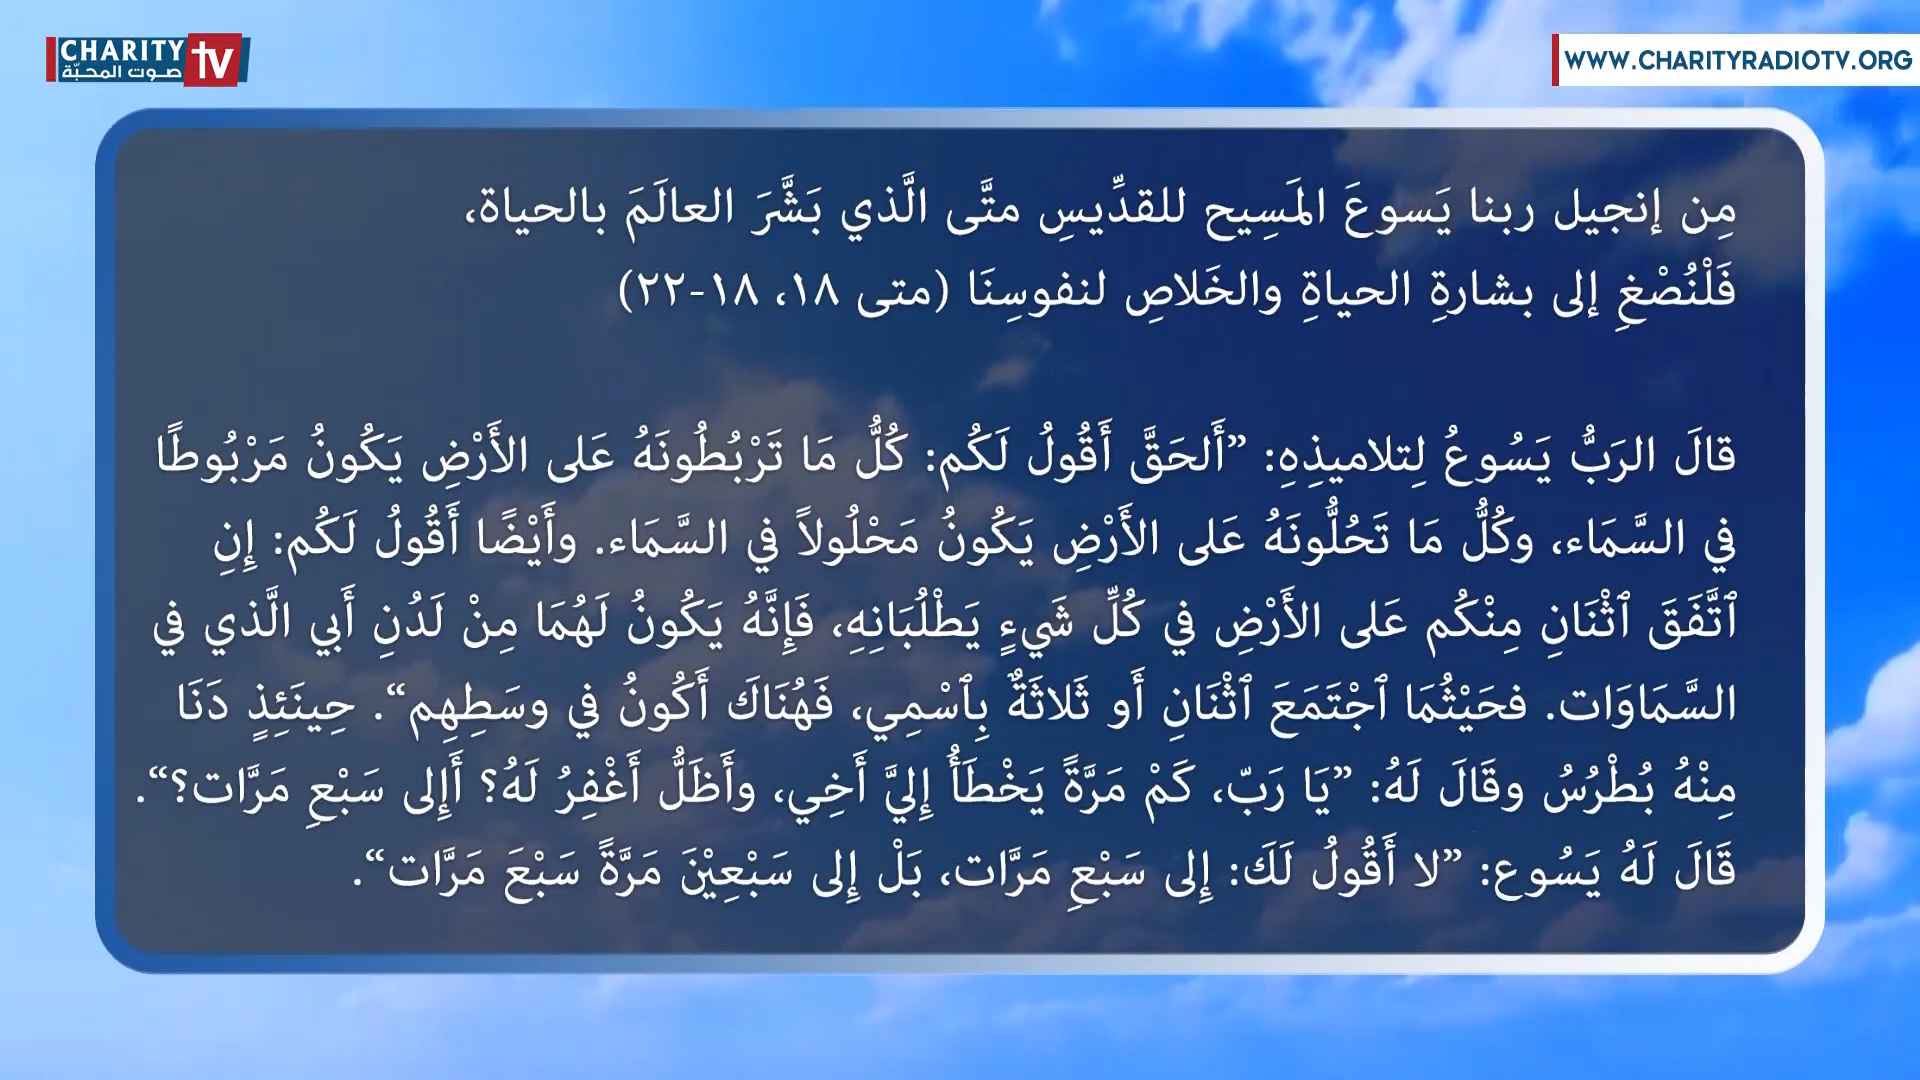 CHARITY TV
صوت المحبّة
WWW.CHARITYRADIOTV.ORG
مِن إنجيل ربنا يَسوعَ المَسِيح للقدِّيسِ متَّى الَّذي بَشَّرَ العالَمَ بالحياة،
فَلْنُصْغِ إلى بشارةِ الحياةِ والخَلاصِ لنفوسِنَا (متى ١٨، ١٨-٢٢)
قالَ الرَبُّ يَسُوعُ لِتلاميذِهِ: ”أَلحَقَّ أَقُولُ لَكُم: كُلُّ مَا تَرْبُطُونَهُ عَلى الأَرْضِ يَكُونُ مَرْبُوطًا
في السَّمَاء، وكُلُّ مَا تَحُلُّونَهُ عَلى الأَرْضِ يَكُونُ مَحْلُولاً في السَّمَاء. وأَيْضًا أَقُولُ لَكُم: إِنِ
ٱتَّفَقَ ٱثْنَانِ مِنْكُم عَلى الأَرْضِ في كُلِّ شَيءٍ يَطْلُبَانِهِ، فَإِنَّهُ يَكُونُ لَهُمَا مِنْ لَدُنِ أَبي الَّذي في
السَّمَاوَات. فحَيْثُمَا ٱجْتَمَعَ ٱثْنَانِ أَو ثَلاثَةٌ بِٱسْمِي، فَهُنَاكَ أَكُونُ في وسَطِهِم“. حِينَئِذٍ دَنَا
مِنْهُ بُطْرُسُ وقَالَ لَهُ: ”يَا رَبّ، كَمْ مَرَّةً يَخْطَأُ إِليَّ أَخِي، وأَظَلُّ أَغْفِرُ لَهُ؟ أَإِلى سَبْعِ مَرَّات؟“.
قَالَ لَهُ يَسُوع: ”لا أَقُولُ لَكَ: إِلى سَبْعِ مَرَّات، بَلْ إِلى سَبْعِيْنَ مَرَّةً سَبْعَ مَرَّات“.